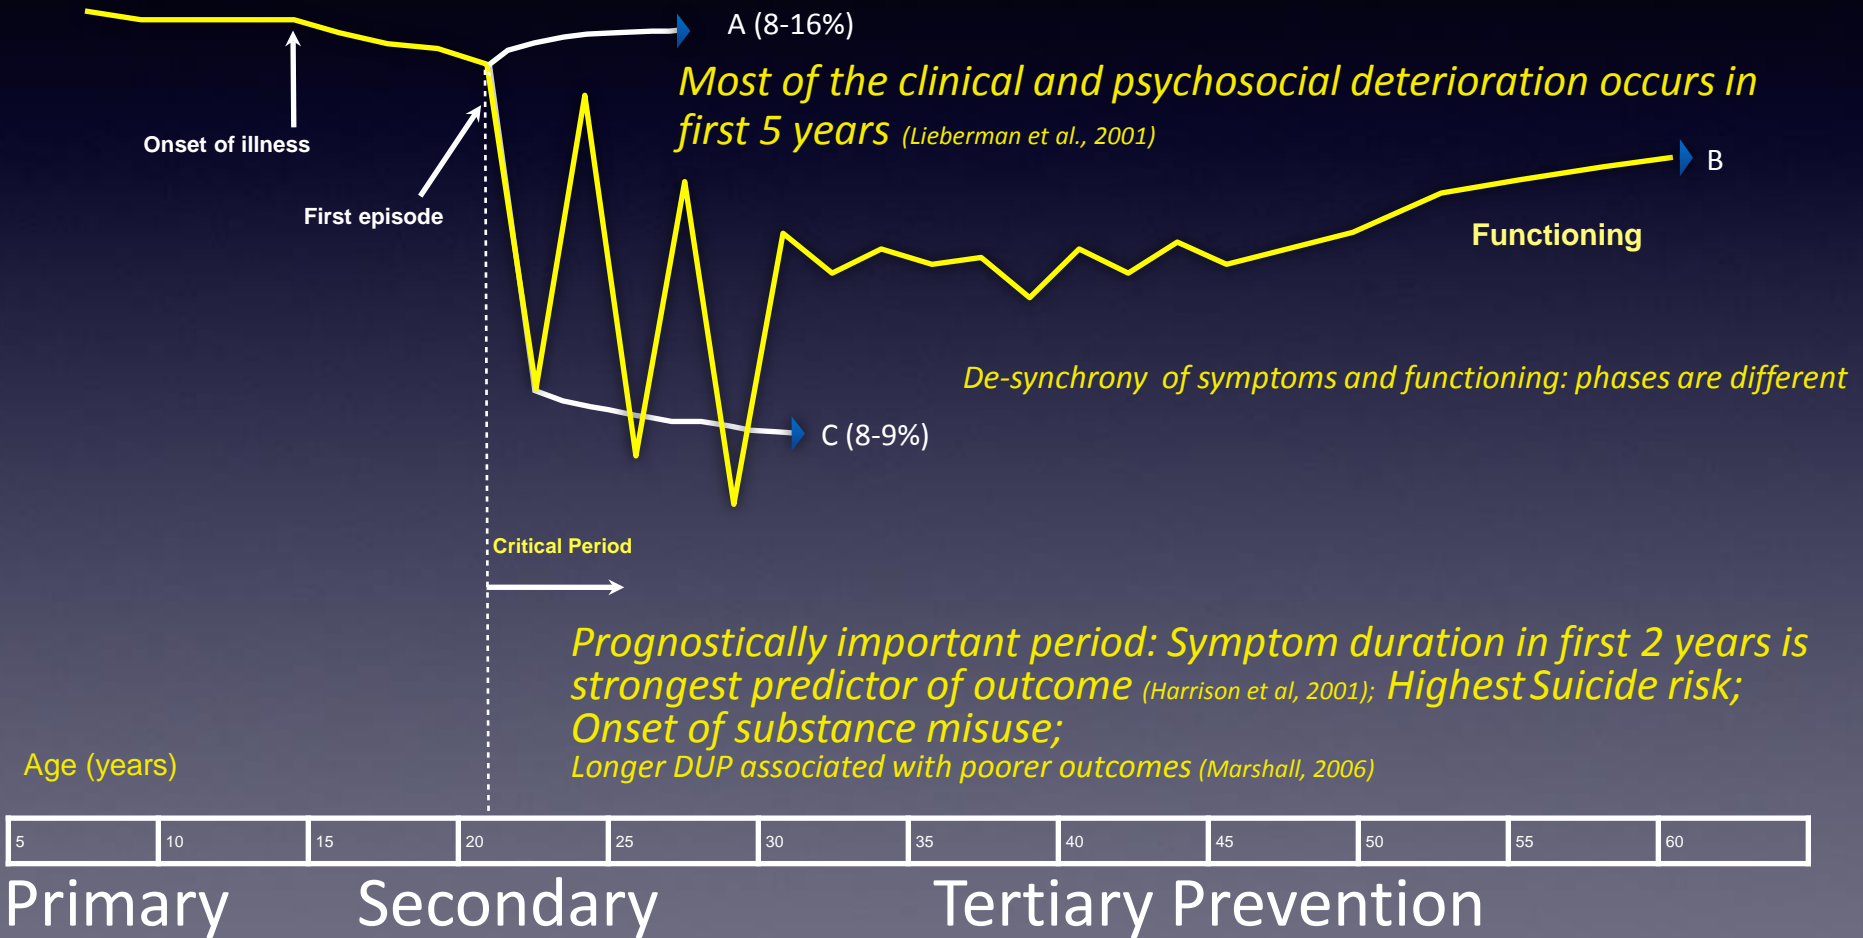 A (8-16%)
Most of the clinical and psychosocial deterioration occurs in
first 5 years (Lieberman et al., 2001)
Onset of illness
B
First episode
Functioning
De-synchrony of symptoms and functioning: phases are different
C (8-9%)
Critical Period
Prognostically important period: Symptom duration in first 2 years is
strongest predictor of outcome (Harrison et al, 2001); Highest Suicide risk;
Onset of substance misuse;
Longer DUP associated with poorer outcomes (Marshall, 2006)
Age (years)
5 10 15 20 25 30 35 40 45 50 55 60
Primary Secondary Tertiary Prevention